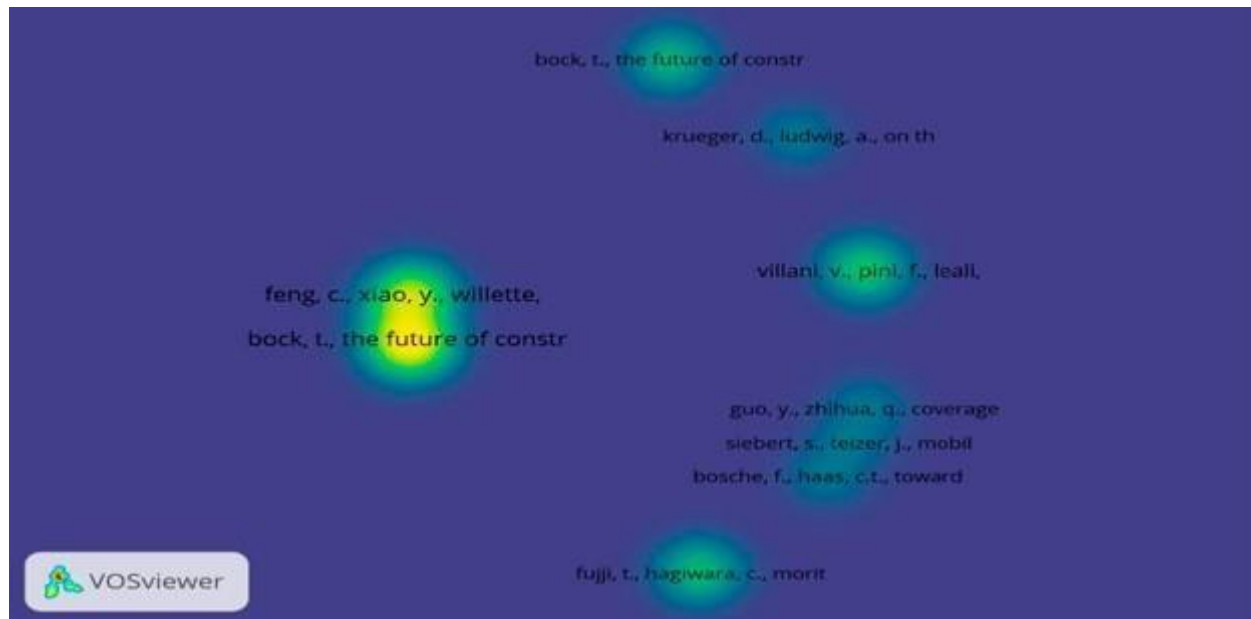 bock, t., the future of constr
krueger, d., ludwig, a., on th
villani, v., pini, f., leali,
feng, c., xiao, y., willette,
bock, t., the future of constr
guo, y., zhihua, q., coverage
siebert, s., teizer, j., mobil
bosche, f., haas, c.t., toward
fujji, t., hagiwara, c., morit
VOSviewer